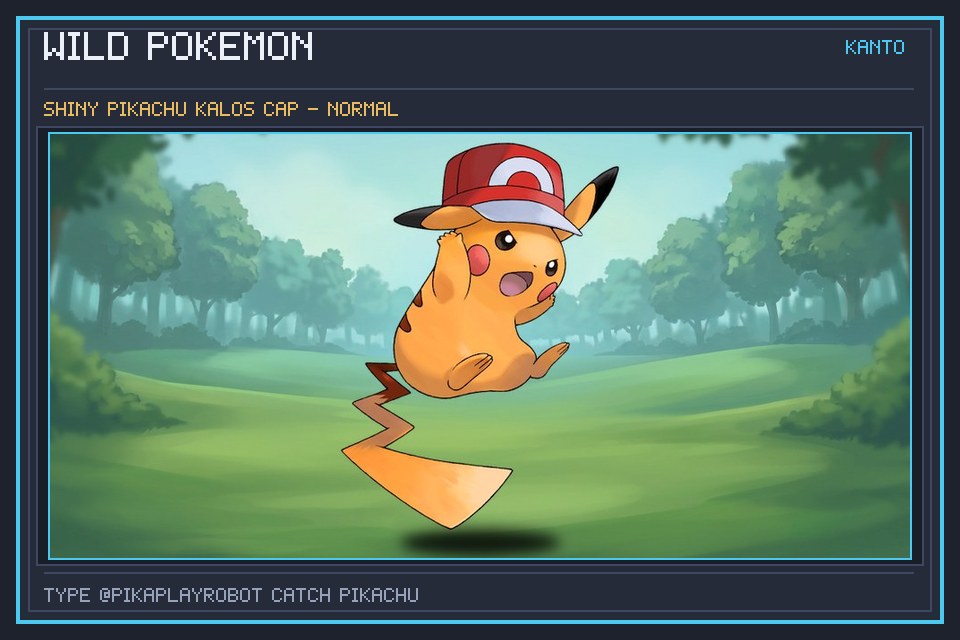 WILD POKEMON
KANTO
SHINY PIKACHU KALOS CAP - NORMAL
TYPE @PIKAPLAYROBOT CATCH PIKACHU